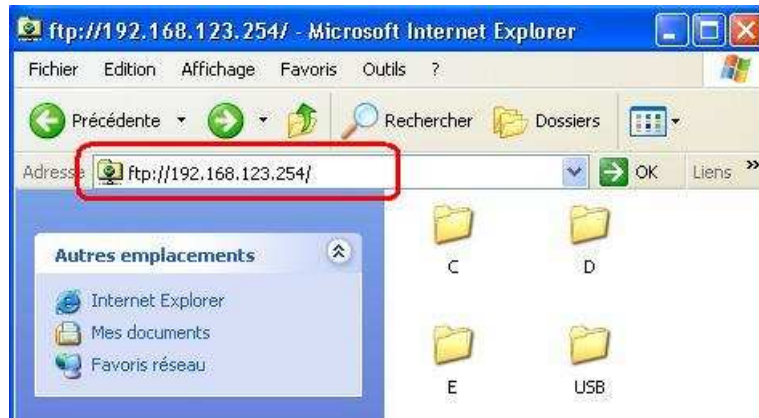 ftp://192.168.123.254/ - Microsoft Internet Explorer
Fichier Edition Affichage Favoris Outils ?
Précédente Rechercher Dossiers
Adresse ftp://192.168.123.254/ OK Liens »
Autres emplacements
Internet Explorer
Mes documents
Favoris réseau
C D
E USB